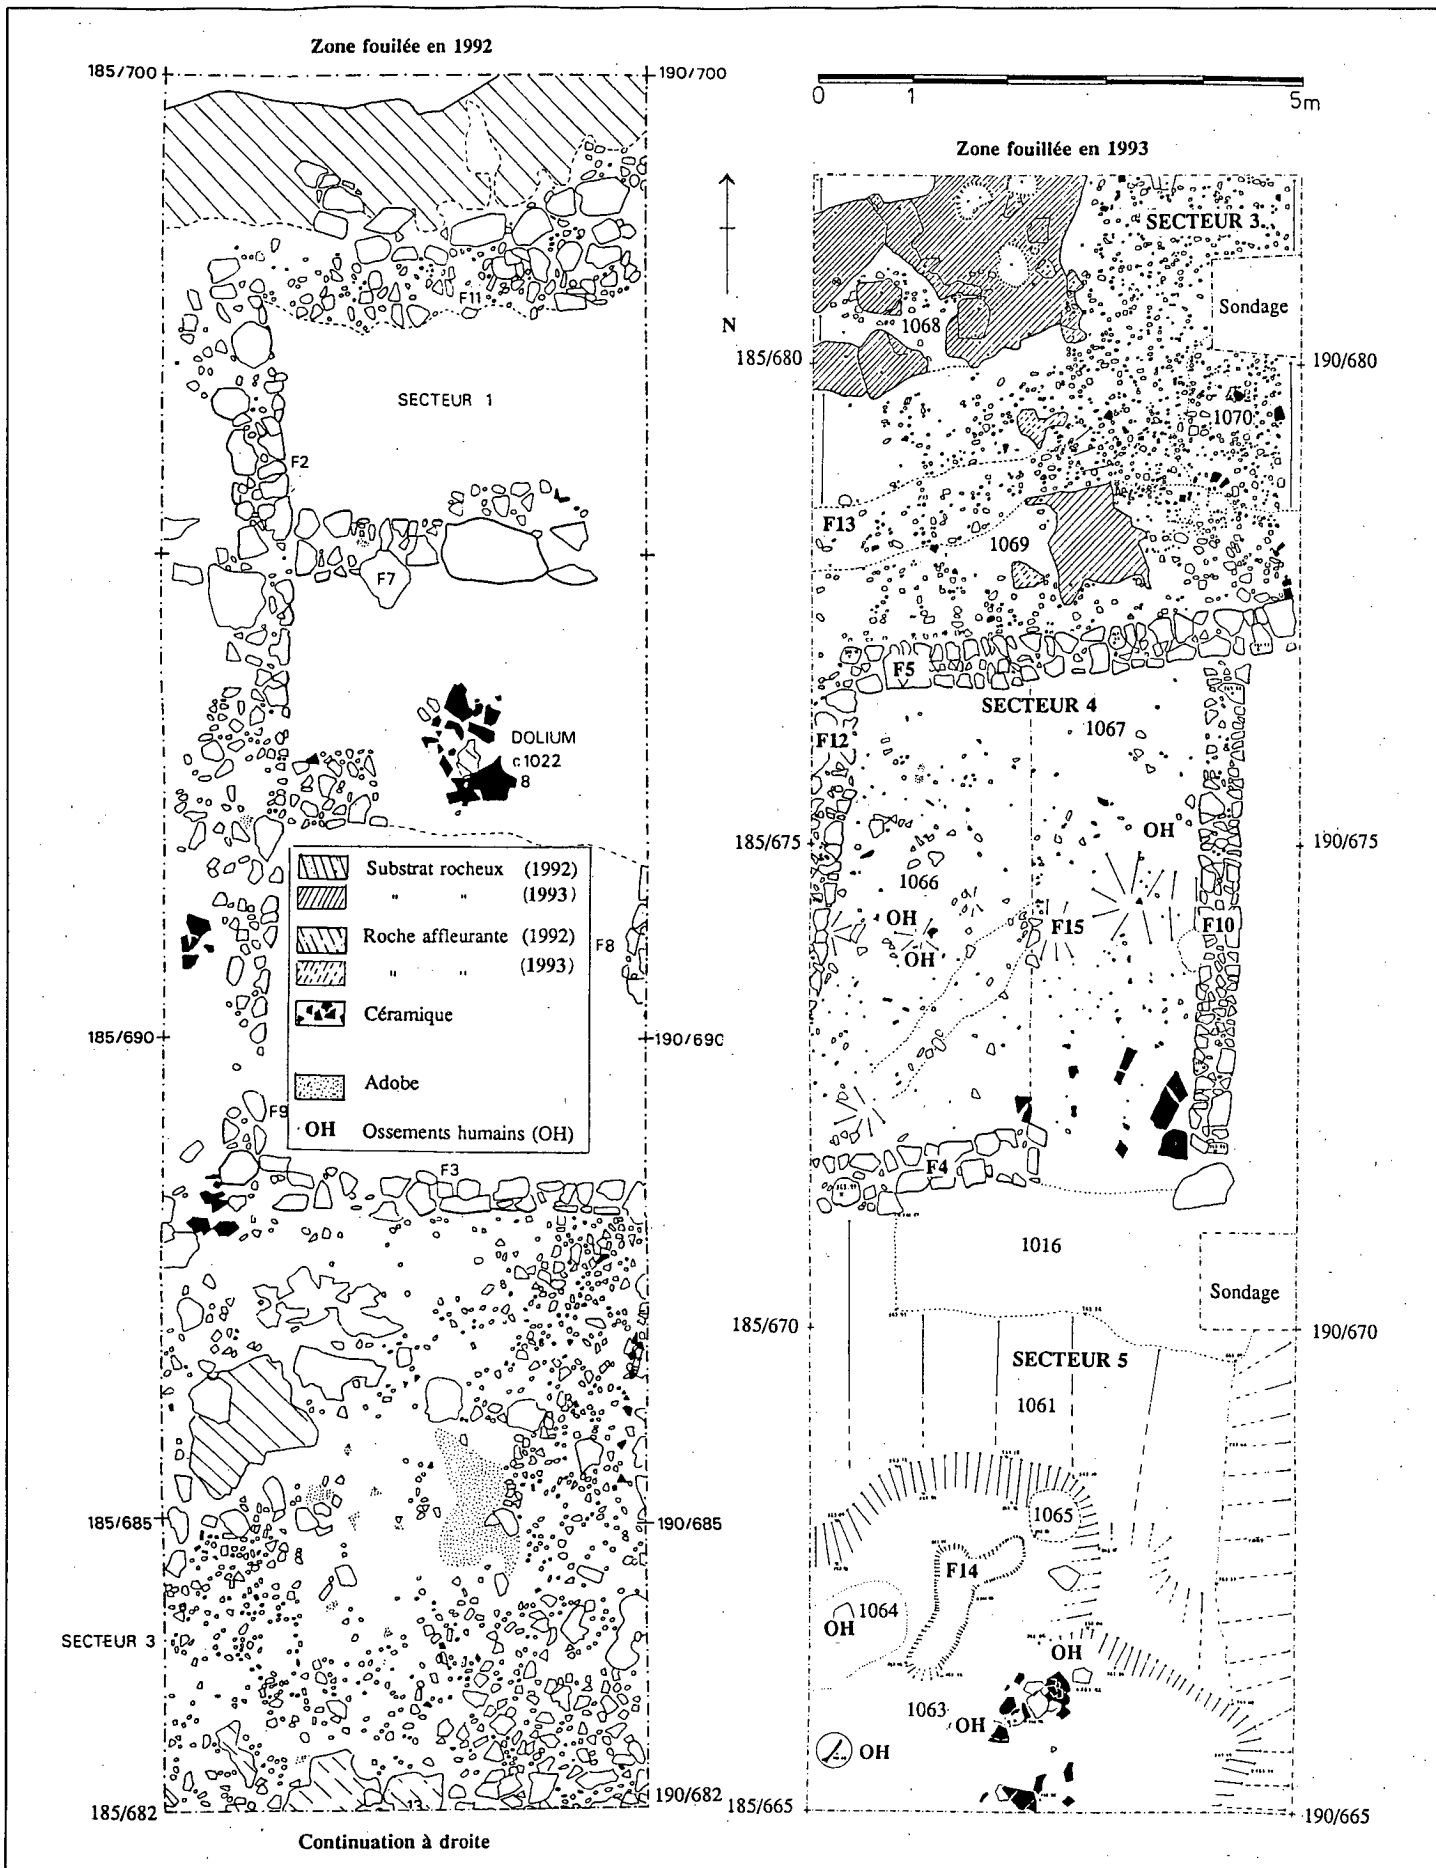 Zone fouilée en 1992
185/700
190/700
F11
SECTEUR 1
F2
F7
DOLIUM
c 1022
8
Substrat rocheux (1992)
" " (1993)
Roche affleurante (1992)
" " (1993)
Céramique
Adobe
OH Ossements humains (OH)
F8
185/690
190/690
F9
F3
185/685
190/685
SECTEUR 3
185/682
190/682
13
Continuation à droite
0 1 5m
Zone fouillée en 1993
N
SECTEUR 3
Sondage
1068
185/680
190/680
1070
F13
1069
F5
SECTEUR 4
1067
F12
OH
185/675
190/675
1066
OH
F15
F10
OH
F4
1016
Sondage
185/670
190/670
SECTEUR 5
1061
1065
F14
1064
OH
OH
1063
OH
OH
185/665
190/665